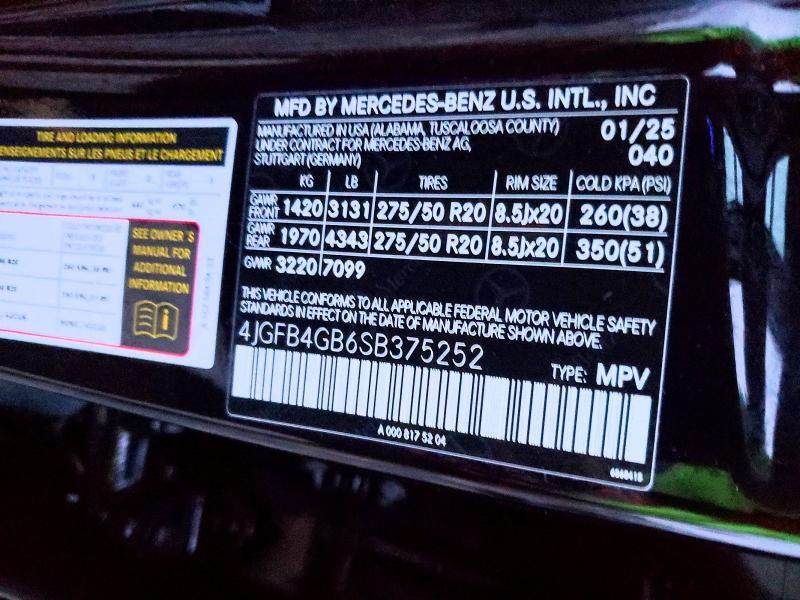 TIRE AND LOADING INFORMATION
RENSEIGNEMENTS SUR LES PNEUS ET LE CHARGEMENT
SEE OWNER'S
MANUAL FOR
ADDITIONAL
INFORMATION
MFD BY MERCEDES-BENZ U.S. INTL., INC
MANUFACTURED IN USA (ALABAMA, TUSCALOOSA COUNTY) 01/25
UNDER CONTRACT FOR MERCEDES-BENZ AG, 040
STUTTGART (GERMANY)
KG LB TIRES RIM SIZE COLD KPA (PSI)
GAWR FRONT 1420 3131 275/50 R20 8.5Jx20 260(38)
GAWR REAR 1970 4343 275/50 R20 8.5Jx20 350(51)
GVWR 3220 7099
THIS VEHICLE CONFORMS TO ALL APPLICABLE FEDERAL MOTOR VEHICLE SAFETY
STANDARDS IN EFFECT ON THE DATE OF MANUFACTURE SHOWN ABOVE.
4JGFB4GB6SB375252
TYPE: MPV
A 000 817 52 04